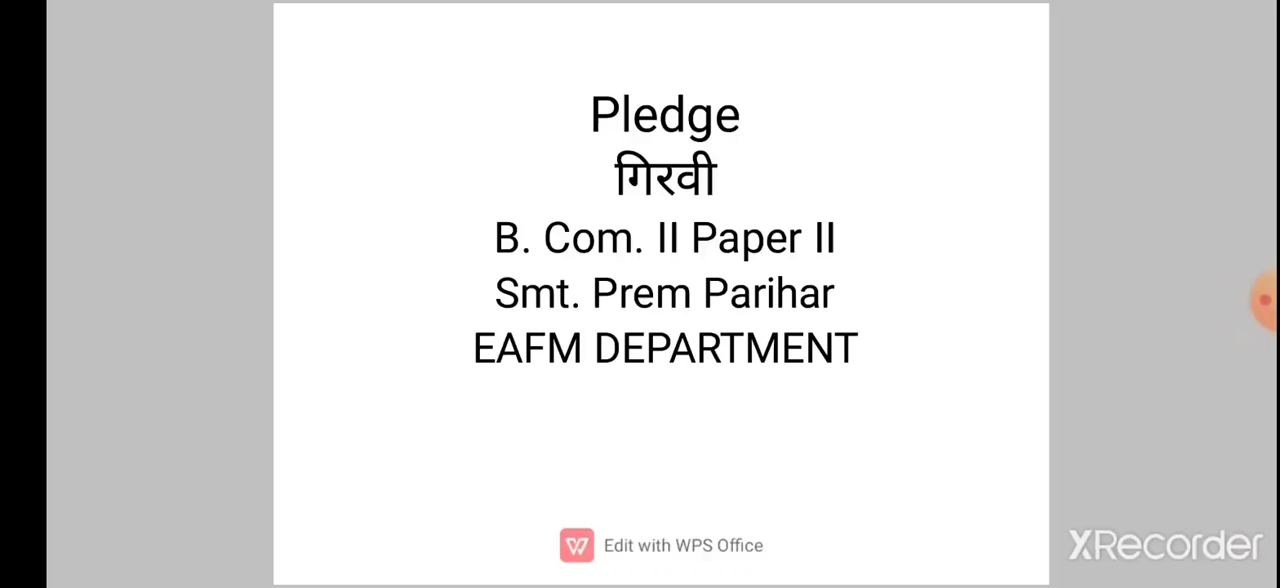 Pledge
गिरवी
B. Com. II Paper II
Smt. Prem Parihar
EAFM DEPARTMENT
Edit with WPS Office
XRecorder